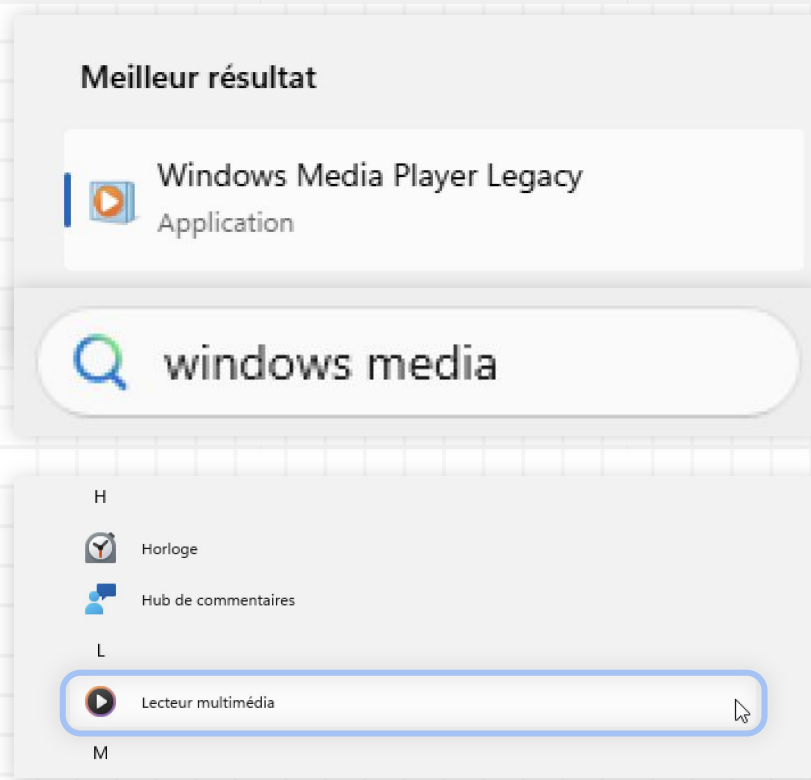 Meilleur résultat
Windows Media Player Legacy
Application
windows media
H
Horloge
Hub de commentaires
L
Lecteur multimédia
M